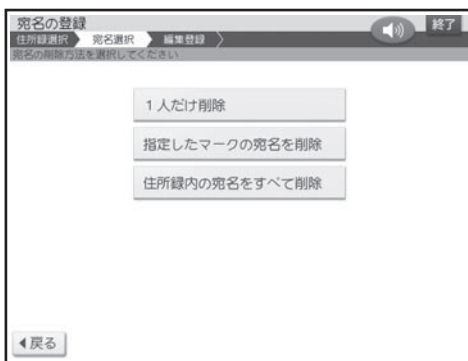 宛名の登録
終了
住所録選択 宛名選択 編集登録
宛名の削除方法を選択してください
1人だけ削除
指定したマークの宛名を削除
住所録内の宛名をすべて削除
戻る